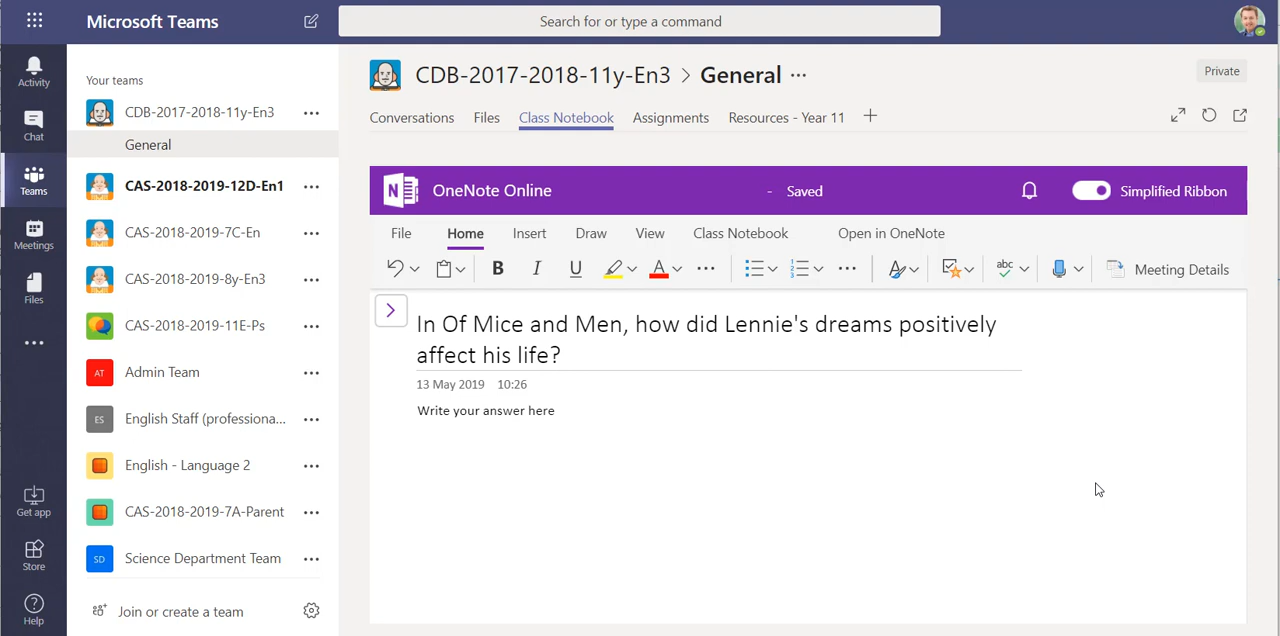 Microsoft Teams
Search for or type a command
Activity
Chat
Teams
Meetings
Files
Get app
Store
Help
Your teams
CDB-2017-2018-11y-En3
General
CAS-2018-2019-12D-En1
CAS-2018-2019-7C-En
CAS-2018-2019-8y-En3
CAS-2018-2019-11E-Ps
AT Admin Team
ES English Staff (professiona...
English - Language 2
CAS-2018-2019-7A-Parent
SD Science Department Team
Join or create a team
CDB-2017-2018-11y-En3 > General ...
Private
Conversations Files Class Notebook Assignments Resources - Year 11 +
N OneNote Online - Saved Simplified Ribbon
File Home Insert Draw View Class Notebook Open in OneNote
B I U A abc Meeting Details
In Of Mice and Men, how did Lennie's dreams positively
affect his life?
13 May 2019 10:26
Write your answer here